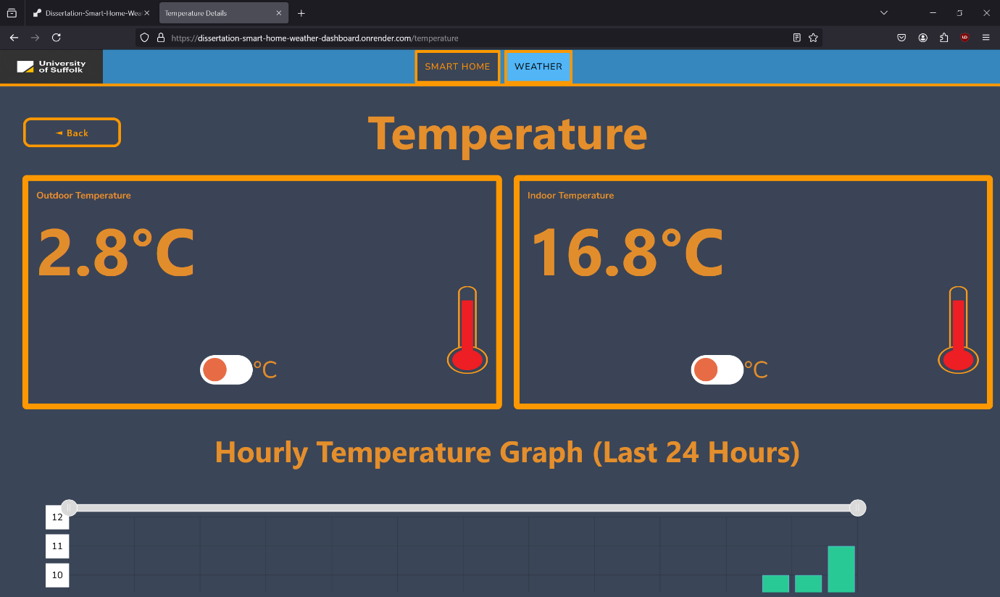 Dissertation-Smart-Home-Wea
Temperature Details
https://dissertation-smart-home-weather-dashboard.onrender.com/temperature
University
of Suffolk
SMART HOME
WEATHER
◄ Back
Temperature
Outdoor Temperature
2.8°C
°C
Indoor Temperature
16.8°C
°C
Hourly Temperature Graph (Last 24 Hours)
12
11
10